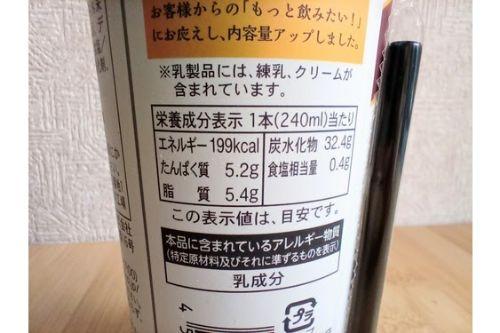 お客様からの「もっと飲みたい！」
にお応えし、内容量アップしました。
※乳製品には、練乳、クリームが
含まれています。
栄養成分表示 1本(240ml)当たり
エネルギー 199kcal 炭水化物 32.4g
たんぱく質 5.2g 食塩相当量 0.4g
脂質 5.4g
この表示値は、目安です。
本品に含まれているアレルギー物質
(特定原材料及びそれに準ずるものを表示)
乳成分
プラ